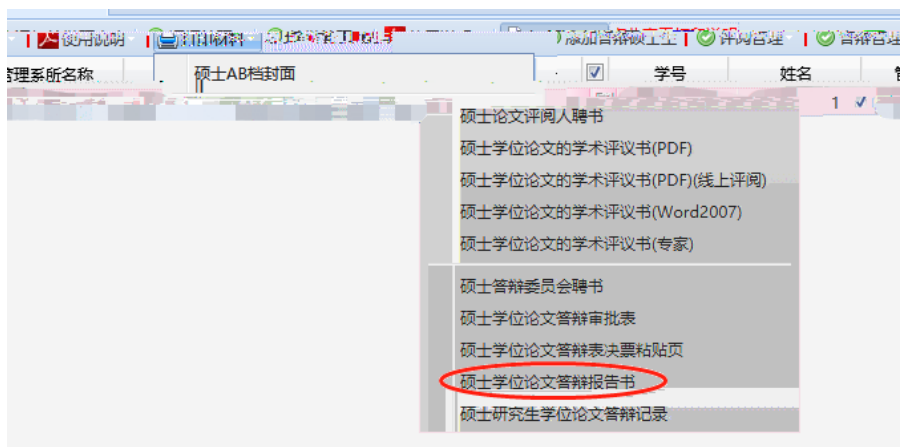 使用说明 打印材料 添加答辩硕士生 评阅管理 答辩管理
管理系所名称 硕士AB档封面 学号 姓名
1
硕士论文评阅人聘书
硕士学位论文的学术评议书(PDF)
硕士学位论文的学术评议书(PDF)(线上评阅)
硕士学位论文的学术评议书(Word2007)
硕士学位论文的学术评议书(专家)
硕士答辩委员会聘书
硕士学位论文答辩审批表
硕士学位论文答辩表决票粘贴页
硕士学位论文答辩报告书
硕士研究生学位论文答辩记录